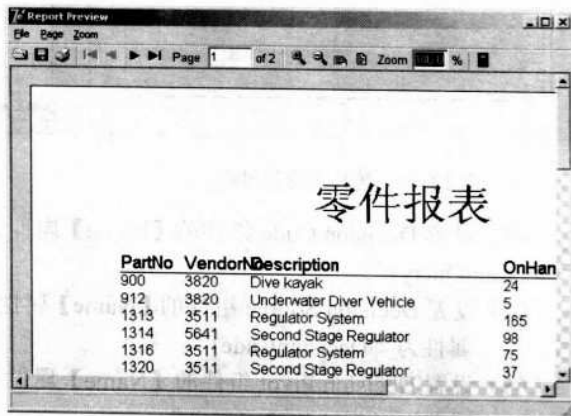 Report Preview
File Page Zoom
Page 1 of 2 Zoom %
零件报表
PartNo VendorNo Description OnHan
900 3820 Dive kayak 24
912 3820 Underwater Diver Vehicle 5
1313 3511 Regulator System 165
1314 5641 Second Stage Regulator 98
1316 3511 Regulator System 75
1320 3511 Second Stage Regulator 37